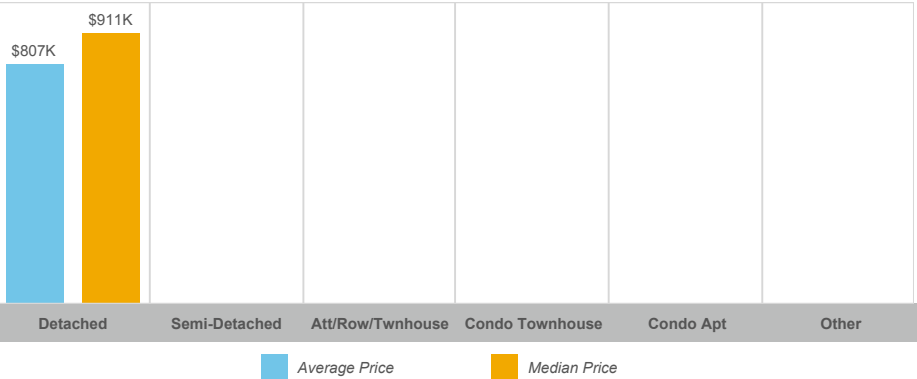 $911K
$807K
Detached Semi-Detached Att/Row/Twnhouse Condo Townhouse Condo Apt Other
Average Price Median Price